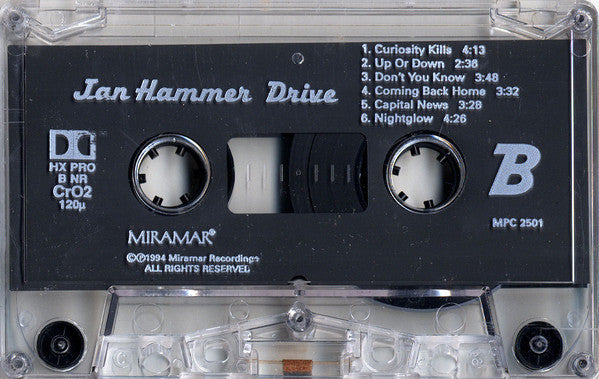 Jan Hammer Drive
1. Curiosity Kills 4:13
2. Up Or Down 2:36
3. Don't You Know 3:48
4. Coming Back Home 3:32
5. Capital News 3:28
6. Nightglow 4:26
HX PRO
B NR
CrO2
120µ
B
MPC 2501
MIRAMAR®
©℗1994 Miramar Recordings
ALL RIGHTS RESERVED